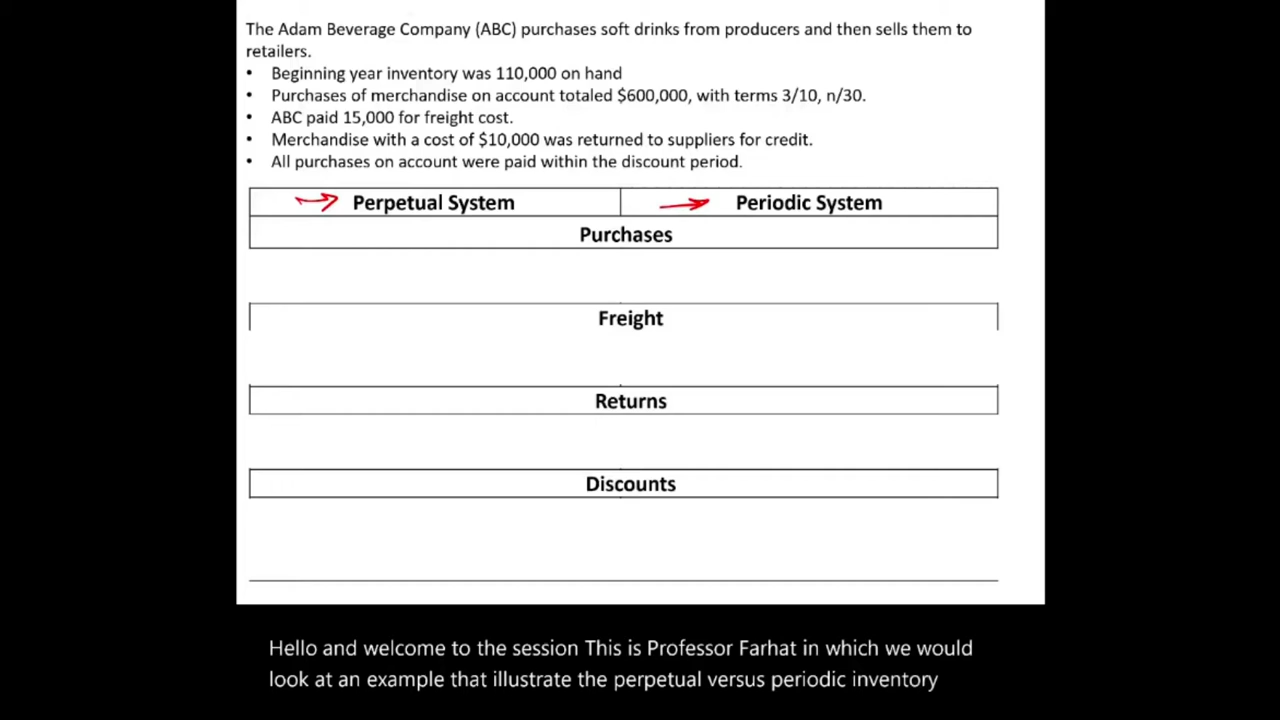 The Adam Beverage Company (ABC) purchases soft drinks from producers and then sells them to
retailers.
• Beginning year inventory was 110,000 on hand
• Purchases of merchandise on account totaled $600,000, with terms 3/10, n/30.
• ABC paid 15,000 for freight cost.
• Merchandise with a cost of $10,000 was returned to suppliers for credit.
• All purchases on account were paid within the discount period.
Perpetual System Periodic System
Purchases
Freight
Returns
Discounts
Hello and welcome to the session This is Professor Farhat in which we would
look at an example that illustrate the perpetual versus periodic inventory